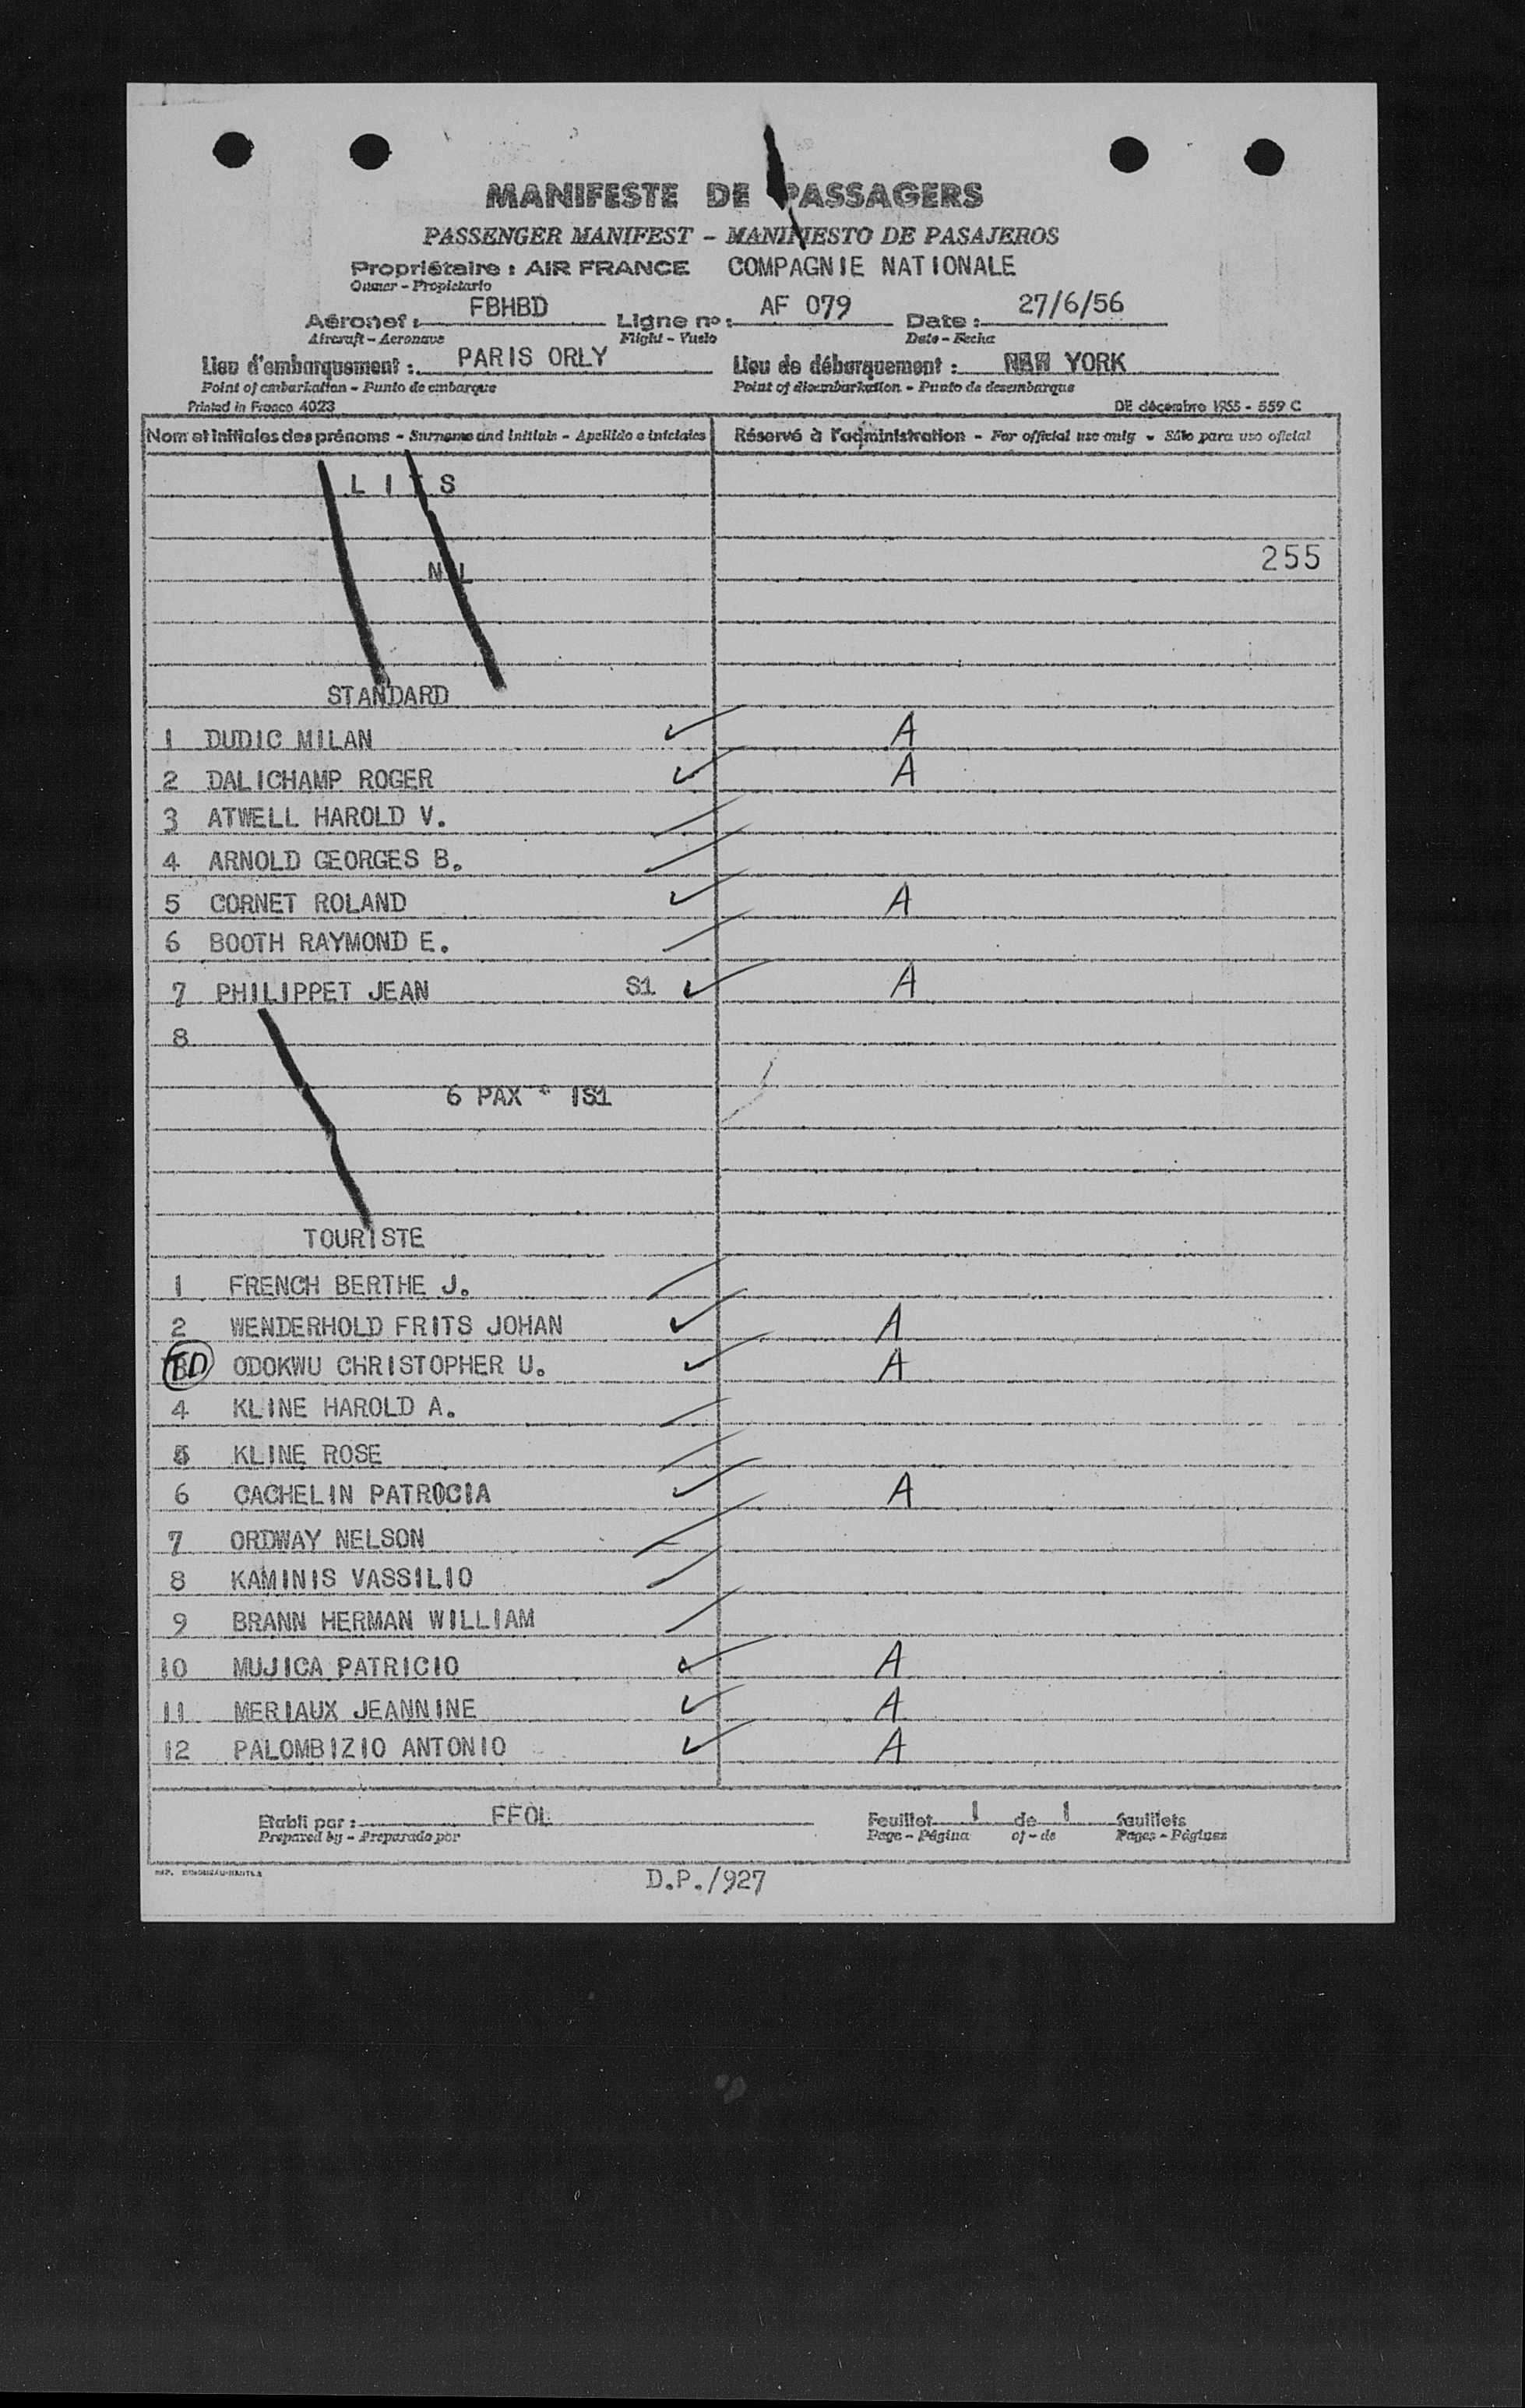 MANIFESTE DE PASSAGERS
PASSENGER MANIFEST - MANIFIESTO DE PASAJEROS
Propriétaire : AIR FRANCE COMPAGNIE NATIONALE
Owner - Propietario
Aéronef : FBHBD Ligne no : AF 079 Date : 27/6/56
Aircraft - Aeronave Flight - Vuelo Date - Fecha
Lieu d'embarquement : PARIS ORLY Lieu de débarquement : NEW YORK
Point of embarkation - Punto de embarque Point of disembarkation - Punto de desembarque
Printed in France 4023 DE décembre 1955 - 559 C
Nom et initiales des prénoms - Surname and initials - Apellido e iniciales Réservé à l'administration - For official use only - Sólo para uso oficial
L I T S
255
NIL
STANDARD
1 DUDIC MILAN A
2 DALICHAMP ROGER A
3 ATWELL HAROLD V.
4 ARNOLD GEORGES B.
5 CORNET ROLAND A
6 BOOTH RAYMOND E.
7 PHILIPPET JEAN S1 A
8
6 PAX * 1S1
TOURISTE
1 FRENCH BERTHE J.
2 WENDERHOLD FRITS JOHAN A
3 TD ODOKWU CHRISTOPHER U. A
4 KLINE HAROLD A.
5 KLINE ROSE
6 CACHELIN PATROCIA A
7 ORDWAY NELSON
8 KAMINIS VASSILIO
9 BRANN HERMAN WILLIAM
10 MUJICA PATRICIO A
11 MERIAUX JEANNINE A
12 PALOMBIZIO ANTONIO A
Etabli par : FFOL Feuillet 1 de 1 feuillets
Prepared by - Preparado por Page - Página of - de Pages - Páginas
D.P./927